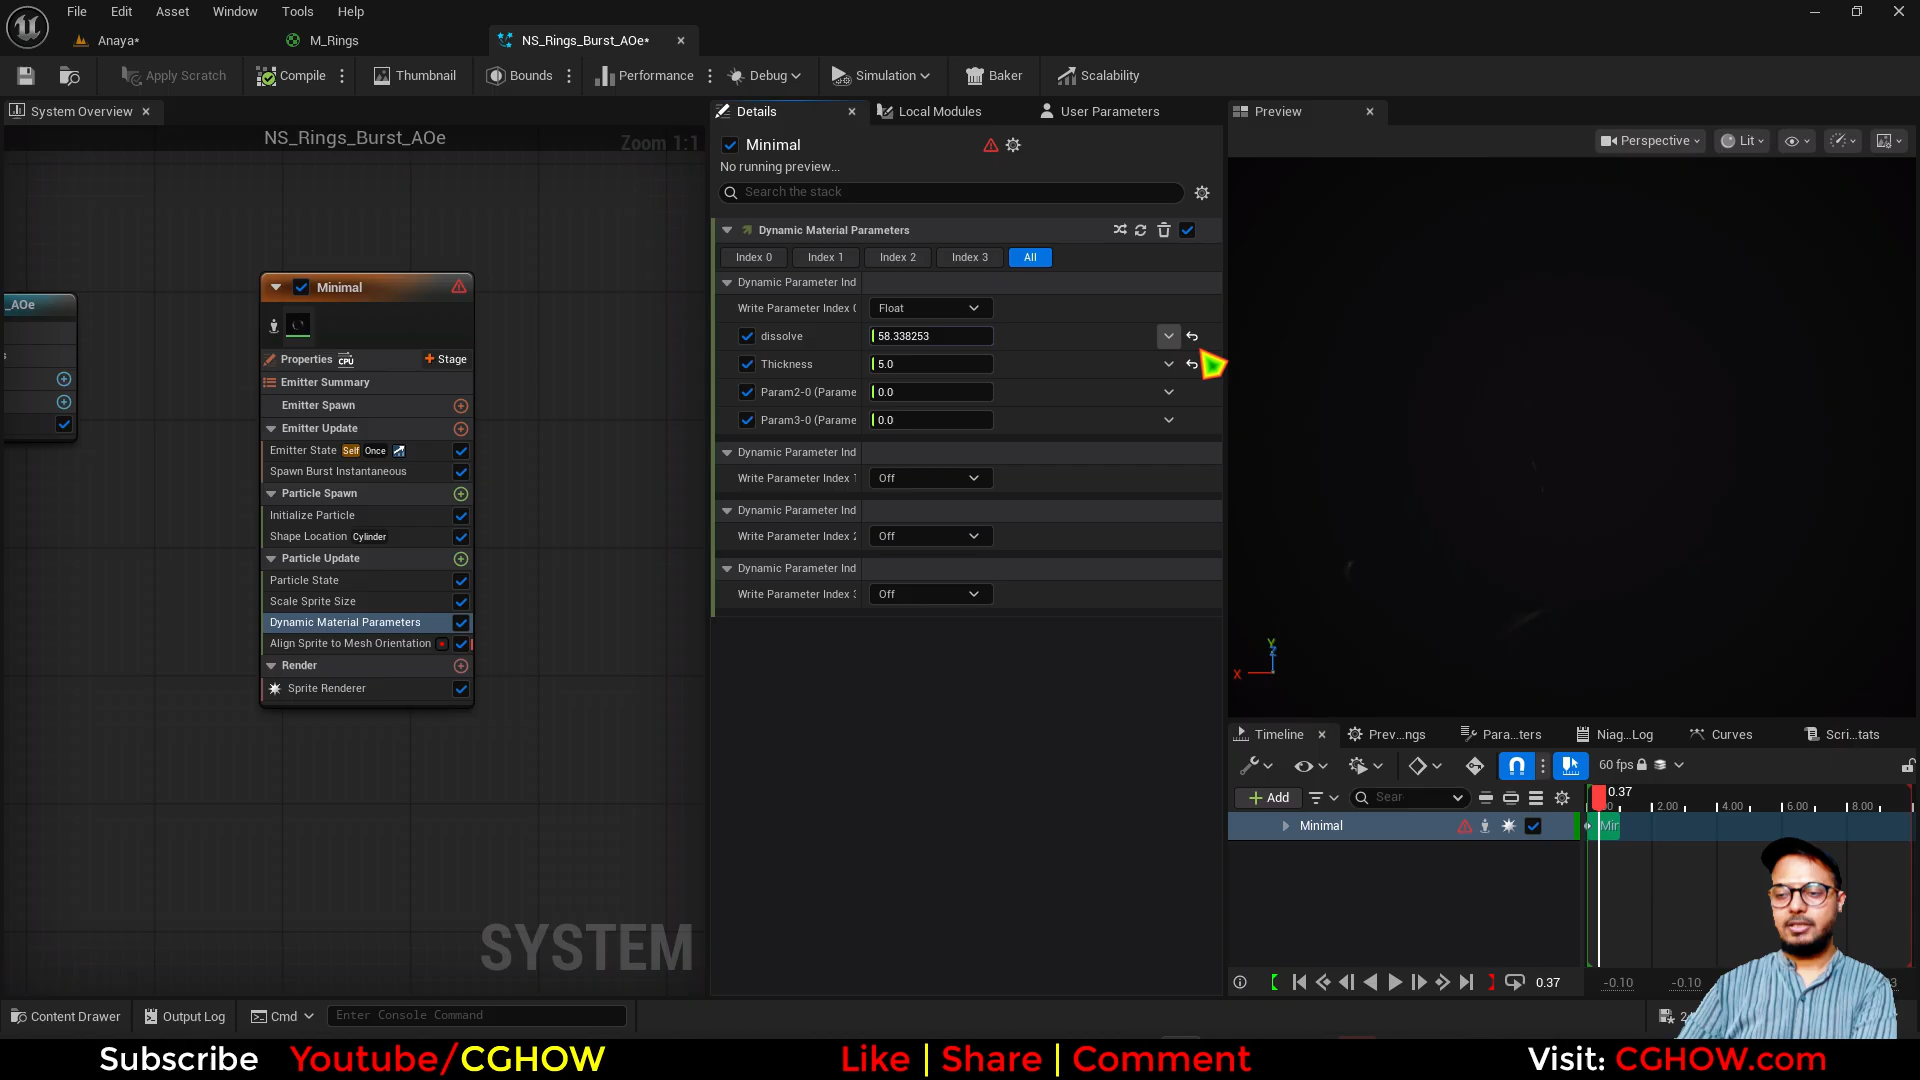 File Edit Asset Window Tools Help
Anaya* M_Rings NS_Rings_Burst_AOe*
Apply Scratch Compile Thumbnail Bounds Performance Debug Simulation Baker Scalability
System Overview Details Local Modules User Parameters Preview
NS_Rings_Burst_AOe Zoom 1:1
Minimal
No running preview...
Search the stack
Perspective Lit
Dynamic Material Parameters
Index 0 Index 1 Index 2 Index 3 All
Dynamic Parameter Ind
Write Parameter Index 0 Float
dissolve 58.338253
Thickness 5.0
Param2-0 (Parame 0.0
Param3-0 (Parame 0.0
Dynamic Parameter Ind
Write Parameter Index 1 Off
Dynamic Parameter Ind
Write Parameter Index 2 Off
Dynamic Parameter Ind
Write Parameter Index 3 Off
_AOe
s
Minimal
Properties CPU Stage
Emitter Summary
Emitter Spawn
Emitter Update
Emitter State Self Once
Spawn Burst Instantaneous
Particle Spawn
Initialize Particle
Shape Location Cylinder
Particle Update
Particle State
Scale Sprite Size
Dynamic Material Parameters
Align Sprite to Mesh Orientation
Render
Sprite Renderer
SYSTEM
Y
Z
X
Timeline Prev...ngs Para...ters Niag...Log Curves Scri...tats
60 fps
Add Sear 0.37
2.00 4.00 6.00 8.00
Minimal Mir
0.37 -0.10 -0.10
Content Drawer Output Log Cmd Enter Console Command
Subscribe Youtube/CGHOW Like | Share | Comment Visit: CGHOW.com